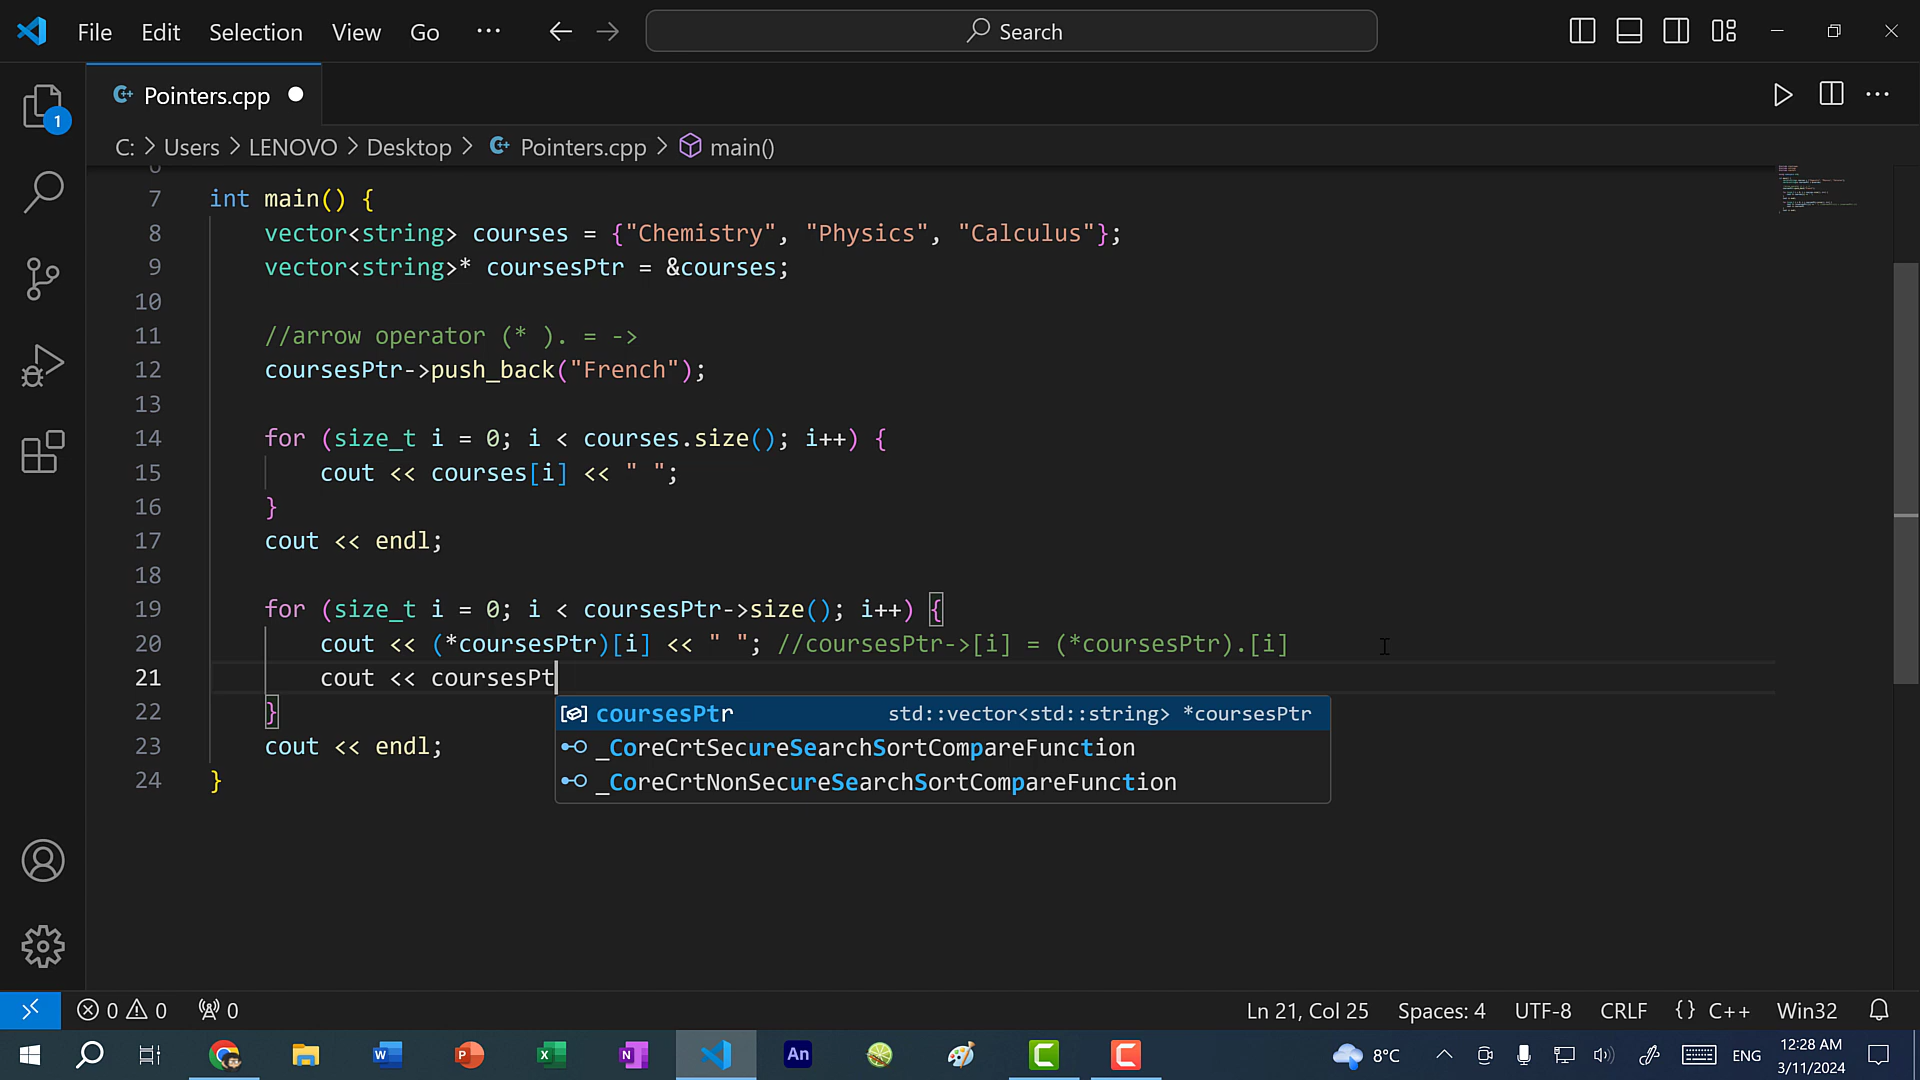 File Edit Selection View Go ··· Search
Pointers.cpp
C: > Users > LENOVO > Desktop > Pointers.cpp > main()
6
7 int main() {
8 vector<string> courses = {"Chemistry", "Physics", "Calculus"};
9 vector<string>* coursesPtr = &courses;
10
11 //arrow operator (* ). = ->
12 coursesPtr->push_back("French");
13
14 for (size_t i = 0; i < courses.size(); i++) {
15 cout << courses[i] << " ";
16 }
17 cout << endl;
18
19 for (size_t i = 0; i < coursesPtr->size(); i++) {
20 cout << (*coursesPtr)[i] << " "; //coursesPtr->[i] = (*coursesPtr).[i]
21 cout << coursesPt
coursesPtr std::vector<std::string> *coursesPtr
22 }
_CoreCrtSecureSearchSortCompareFunction
23 cout << endl;
_CoreCrtNonSecureSearchSortCompareFunction
24 }
1
0 0 0 Ln 21, Col 25 Spaces: 4 UTF-8 CRLF {} C++ Win32
W P X N An C C 8°C ENG 12:28 AM
3/11/2024